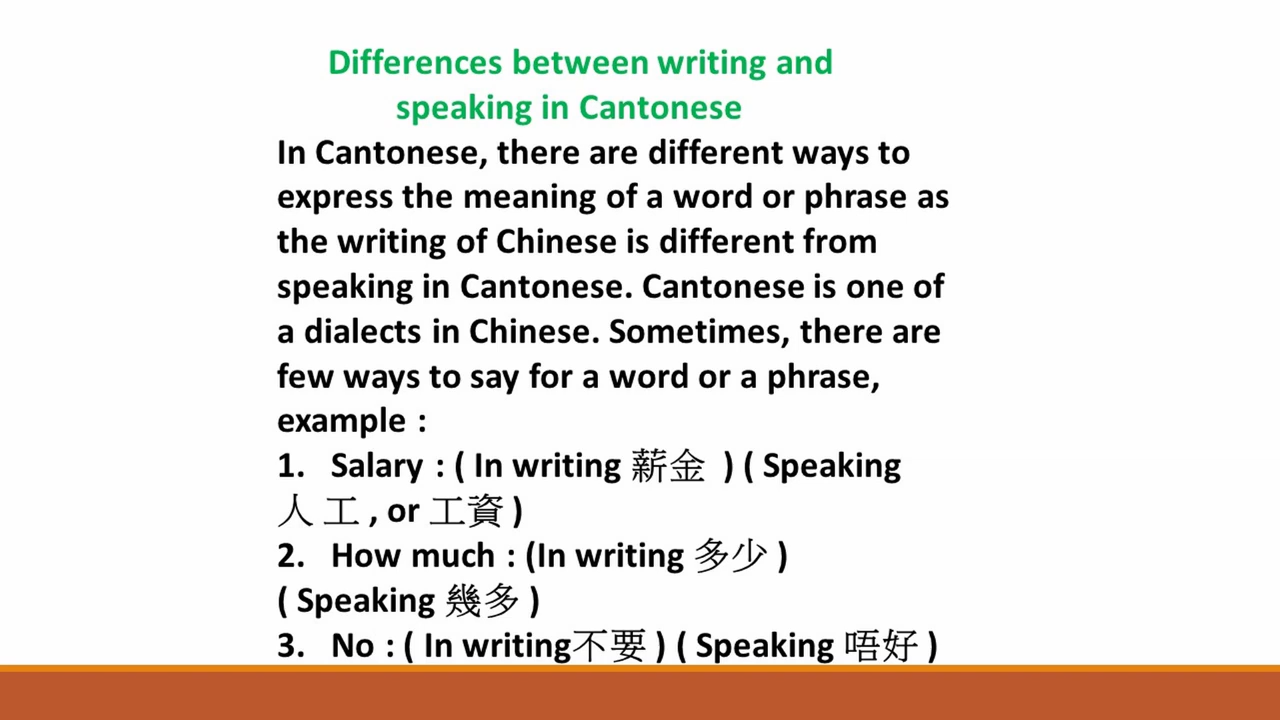 Differences between writing and
speaking in Cantonese
In Cantonese, there are different ways to
express the meaning of a word or phrase as
the writing of Chinese is different from
speaking in Cantonese. Cantonese is one of
a dialects in Chinese. Sometimes, there are
few ways to say for a word or a phrase,
example :
1. Salary : ( In writing 薪金 ) ( Speaking
人 工 , or 工資 )
2. How much : (In writing 多少 )
( Speaking 幾多 )
3. No : ( In writing不要 ) ( Speaking 唔好 )